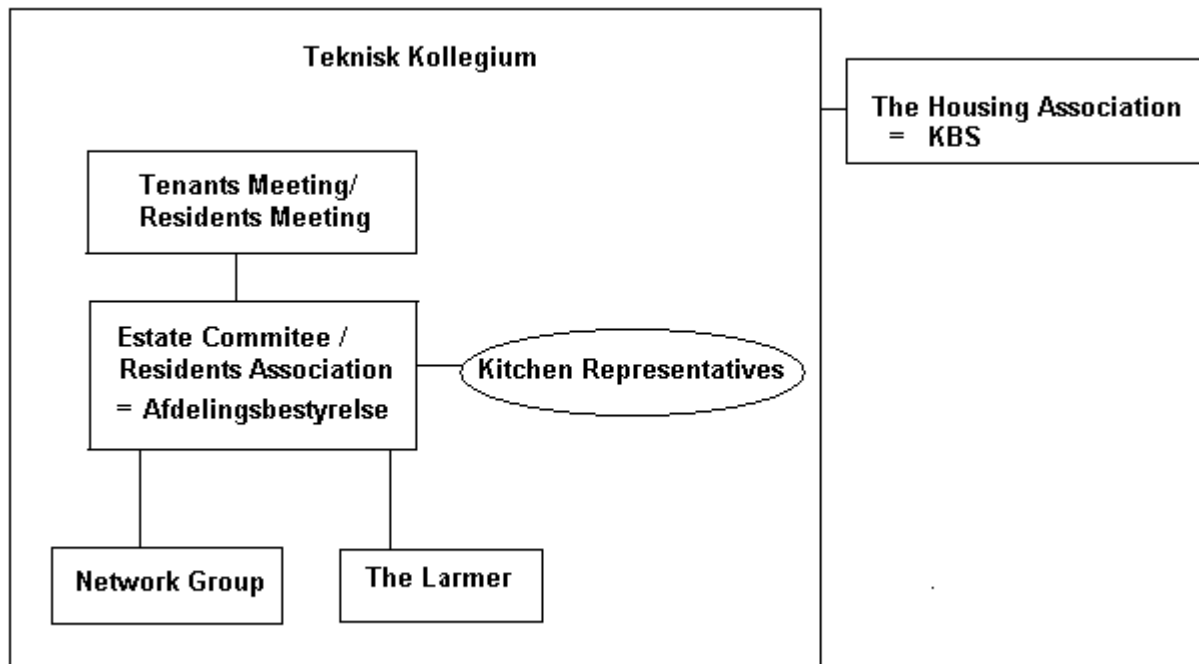 Teknisk Kollegium
The Housing Association
= KBS
Tenants Meeting/
Residents Meeting
Estate Commitee /
Residents Association
= Afdelingsbestyrelse
Kitchen Representatives
Network Group
The Larmer